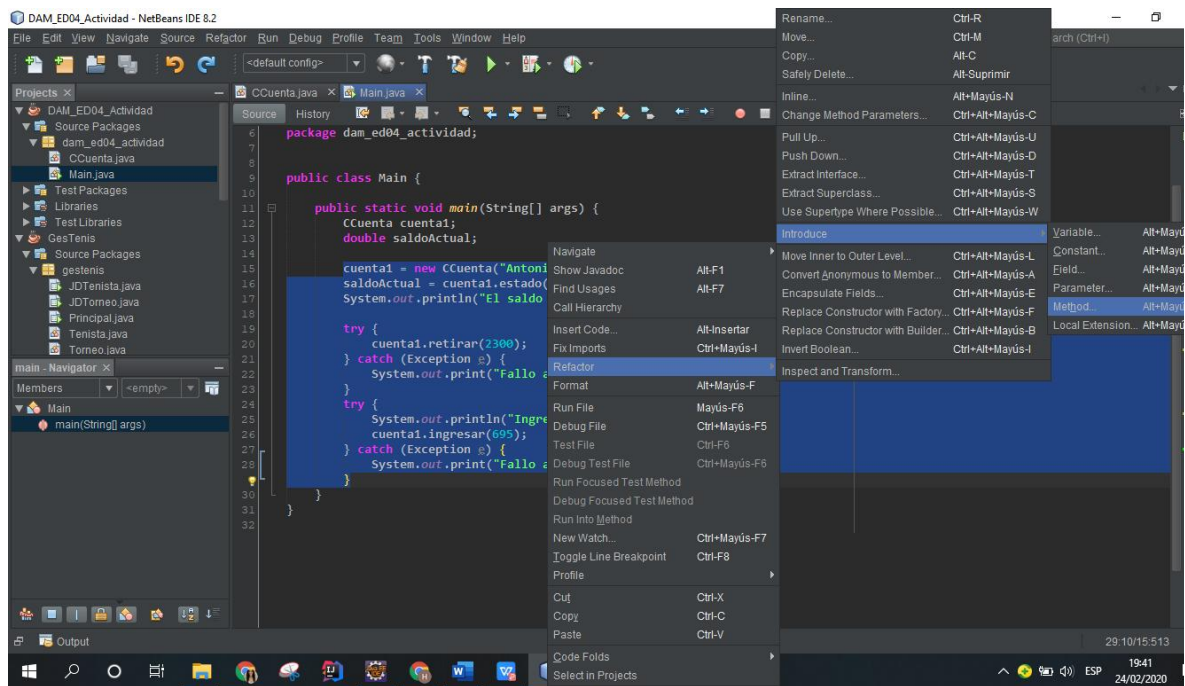 DAM_ED04_Actividad - NetBeans IDE 8.2
File Edit View Navigate Source Refactor Run Debug Profile Team Tools Window Help
arch (Ctrl+I)
<default config>
Projects
DAM_ED04_Actividad
Source Packages
dam_ed04_actividad
CCuenta.java
Main.java
Test Packages
Libraries
Test Libraries
GesTenis
Source Packages
gestenis
JDTenista.java
JDTorneo.java
Principal.java
Tenista.java
Torneo.java
main - Navigator
Members <empty>
Main
main(String[] args)
CCuenta.java Main.java
Source History
6 package dam_ed04_actividad;
7
8
9 public class Main {
10
11 public static void main(String[] args) {
12 CCuenta cuenta1;
13 double saldoActual;
14
15 cuenta1 = new CCuenta("Antoni
16 saldoActual = cuenta1.estado(
17 System.out.println("El saldo
18
19 try {
20 cuenta1.retirar(2300);
21 } catch (Exception e) {
22 System.out.print("Fallo a
23 }
24 try {
25 System.out.println("Ingre
26 cuenta1.ingresar(695);
27 } catch (Exception e) {
28 System.out.print("Fallo a
}
30 }
31 }
32
Navigate
Show Javadoc Alt-F1
Find Usages Alt-F7
Call Hierarchy
Insert Code... Alt-Insertar
Fix Imports Ctrl+Mayús-I
Refactor
Format Alt+Mayús-F
Run File Mayús-F6
Debug File Ctrl+Mayús-F5
Test File Ctrl-F6
Debug Test File Ctrl+Mayús-F6
Run Focused Test Method
Debug Focused Test Method
Run Into Method
New Watch... Ctrl+Mayús-F7
Toggle Line Breakpoint Ctrl-F8
Profile
Cut Ctrl-X
Copy Ctrl-C
Paste Ctrl-V
Code Folds
Select in Projects
Rename... Ctrl-R
Move... Ctrl-M
Copy... Alt-C
Safely Delete... Alt-Suprimir
Inline... Alt+Mayús-N
Change Method Parameters... Ctrl+Alt+Mayús-C
Pull Up... Ctrl+Alt+Mayús-U
Push Down... Ctrl+Alt+Mayús-D
Extract Interface... Ctrl+Alt+Mayús-T
Extract Superclass... Ctrl+Alt+Mayús-S
Use Supertype Where Possible... Ctrl+Alt+Mayús-W
Introduce
Move Inner to Outer Level... Ctrl+Alt+Mayús-L
Convert Anonymous to Member... Ctrl+Alt+Mayús-A
Encapsulate Fields... Ctrl+Alt+Mayús-E
Replace Constructor with Factory... Ctrl+Alt+Mayús-F
Replace Constructor with Builder... Ctrl+Alt+Mayús-B
Invert Boolean... Ctrl+Alt+Mayús-I
Inspect and Transform...
Variable... Alt+Mayú
Constant... Alt+Mayú
Field... Alt+Mayú
Parameter... Alt+Mayú
Method... Alt+Mayú
Local Extension... Alt+Mayú
Output
29:10/15:513
ESP
19:41
24/02/2020